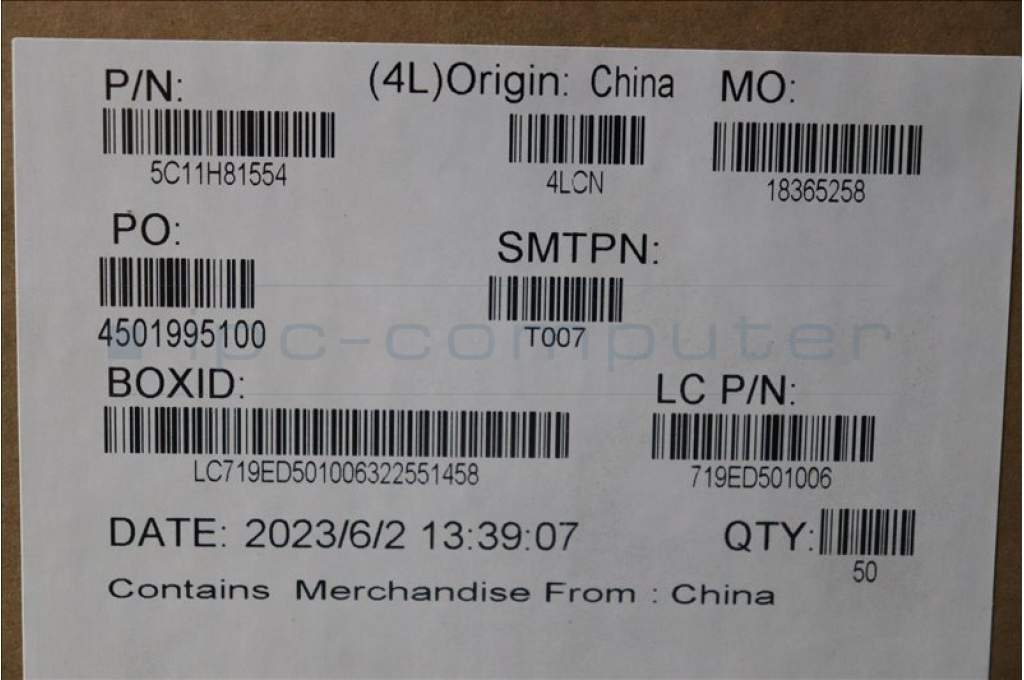 P/N: (4L)Origin: China MO:
5C11H81554 4LCN 18365258
PO: SMTPN:
4501995100 T007
ipc-computer
BOXID: LC P/N:
LC719ED501006322551458 719ED501006
DATE: 2023/6/2 13:39:07 QTY:
50
Contains Merchandise From : China